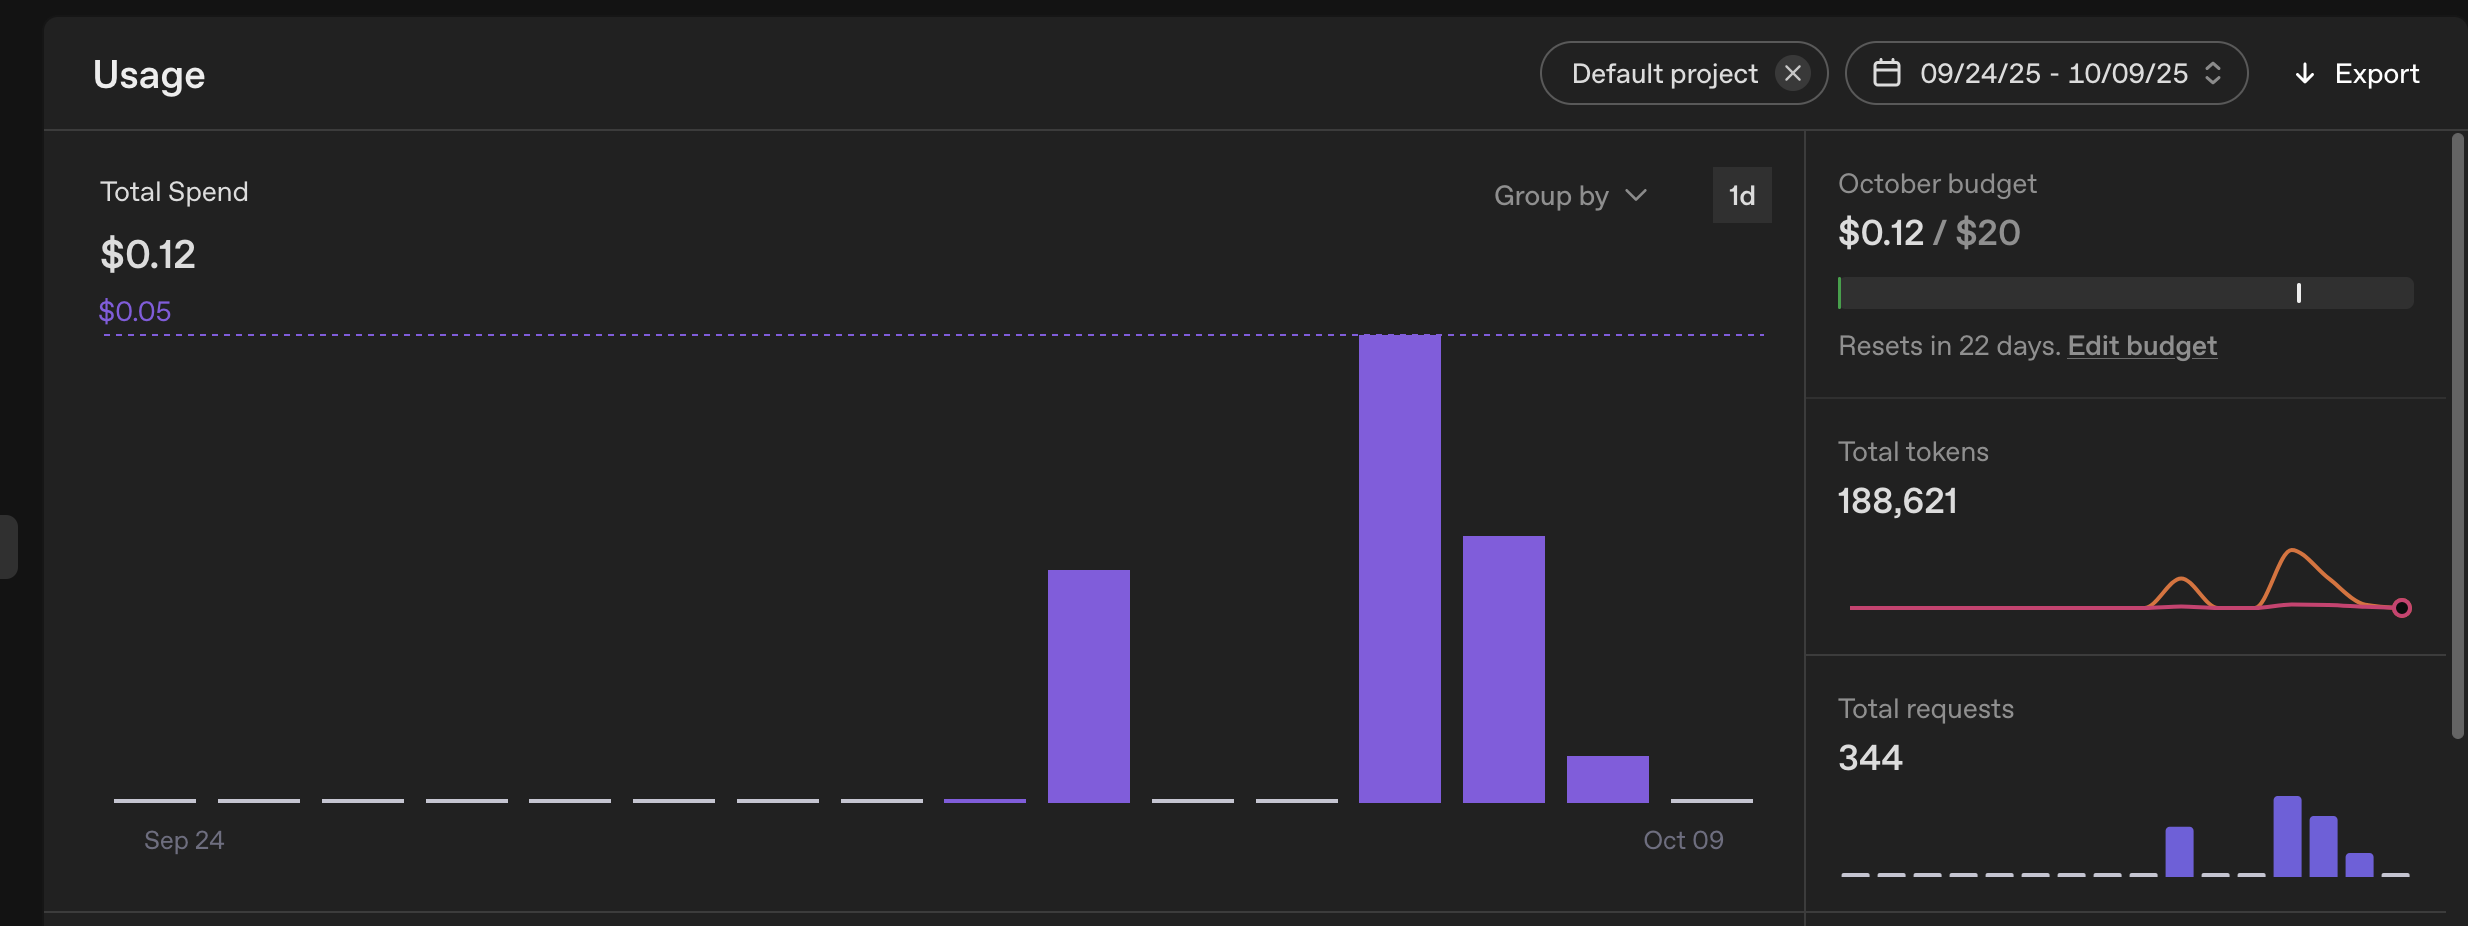 Usage
Default project
09/24/25 - 10/09/25
Export
Total Spend
$0.12
$0.05
Group by
1d
Sep 24
Oct 09
October budget
$0.12 / $20
Resets in 22 days. Edit budget
Total tokens
188,621
Total requests
344